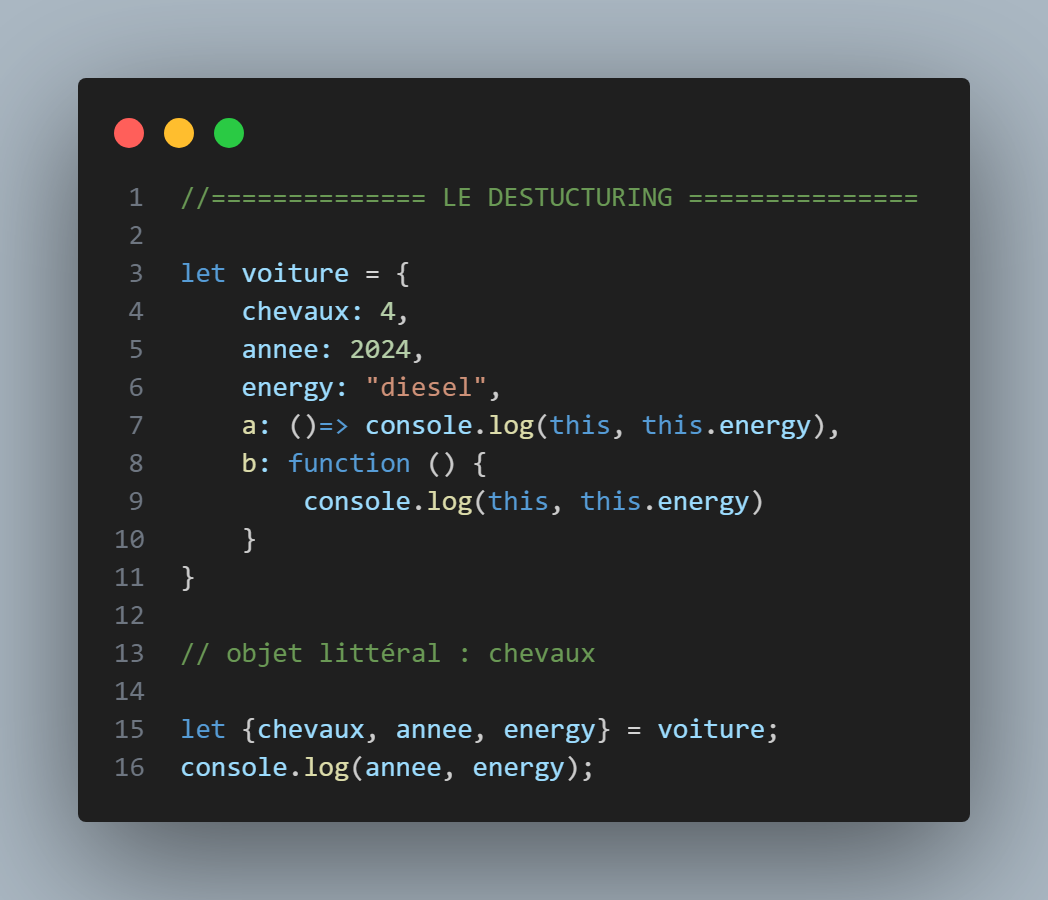 1 //============== LE DESTUCTURING ===============
2
3 let voiture = {
4     chevaux: 4,
5     annee: 2024,
6     energy: "diesel",
7     a: ()=> console.log(this, this.energy),
8     b: function () {
9         console.log(this, this.energy)
10     }
11 }
12
13 // objet littéral : chevaux
14
15 let {chevaux, annee, energy} = voiture;
16 console.log(annee, energy);